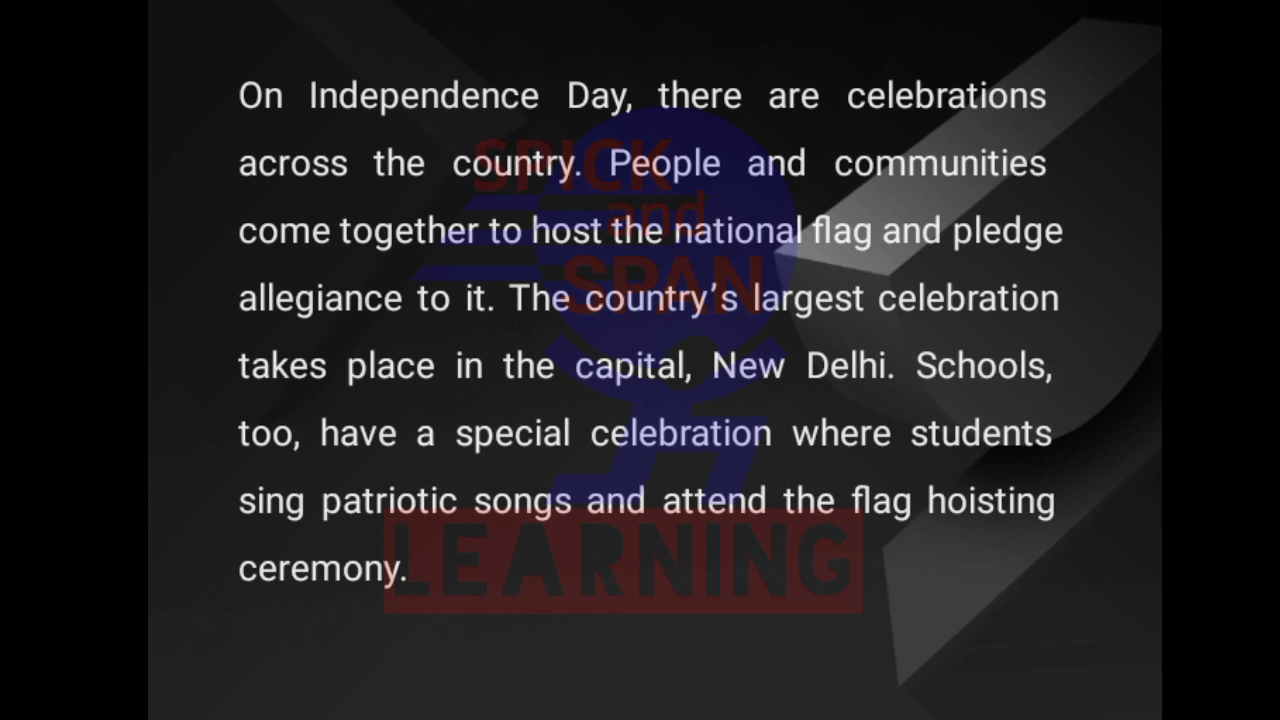 On Independence Day, there are celebrations
across the country. People and communities
come together to host the national flag and pledge
allegiance to it. The country’s largest celebration
takes place in the capital, New Delhi. Schools,
too, have a special celebration where students
sing patriotic songs and attend the flag hoisting
ceremony.
SPICK
and
SPAN
LEARNING